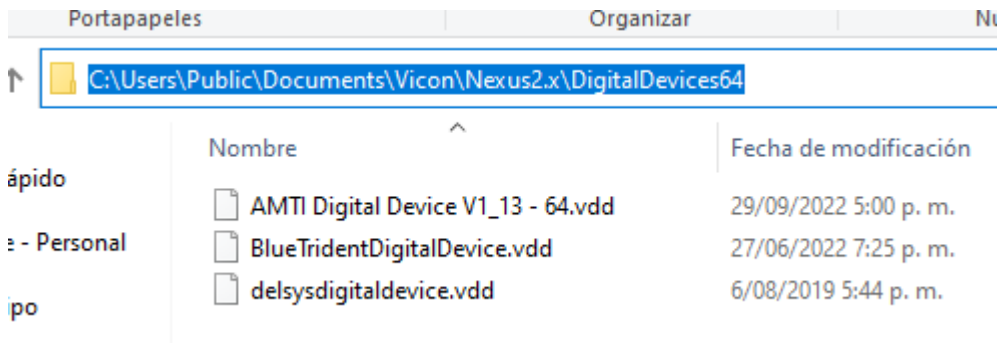 Portapapeles Organizar Nu
C:\Users\Public\Documents\Vicon\Nexus2.x\DigitalDevices64
Nombre Fecha de modificación
ápido
AMTI Digital Device V1_13 - 64.vdd 29/09/2022 5:00 p. m.
e - Personal BlueTridentDigitalDevice.vdd 27/06/2022 7:25 p. m.
delsysdigitaldevice.vdd 6/08/2019 5:44 p. m.
ipo